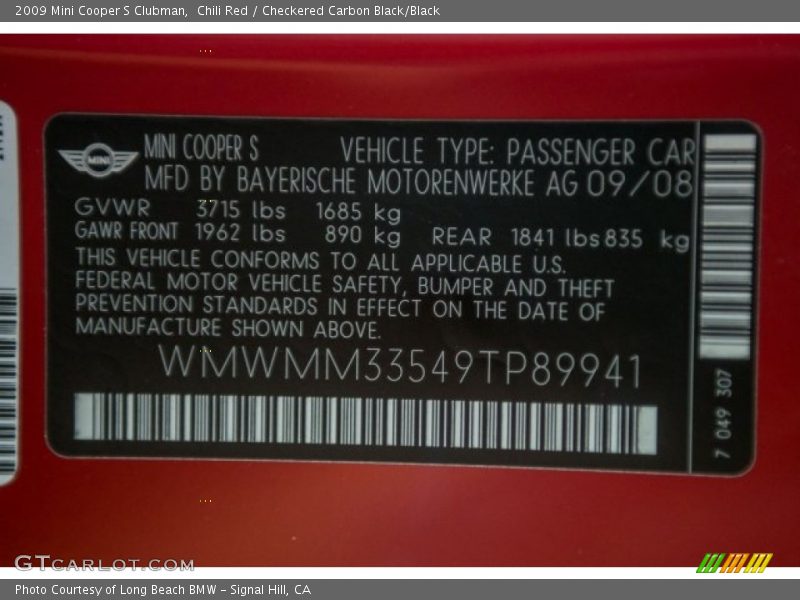 2009 Mini Cooper S Clubman,  Chili Red / Checkered Carbon Black/Black
MINI
MINI COOPER S VEHICLE TYPE: PASSENGER CAR
MFD BY BAYERISCHE MOTORENWERKE AG 09/08
GVWR 3715 lbs 1685 kg
GAWR FRONT 1962 lbs 890 kg REAR 1841 lbs 835 kg
THIS VEHICLE CONFORMS TO ALL APPLICABLE U.S.
FEDERAL MOTOR VEHICLE SAFETY, BUMPER AND THEFT
PREVENTION STANDARDS IN EFFECT ON THE DATE OF
MANUFACTURE SHOWN ABOVE.
WMWMM33549TP89941
7 049 307
GTCARLOT.COM
Photo Courtesy of Long Beach BMW - Signal Hill, CA